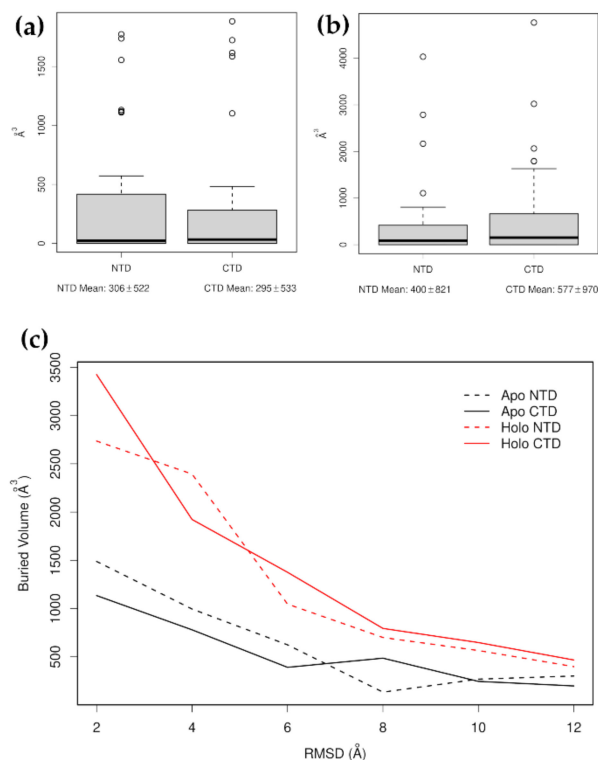 (a)
1500
1000
500
0
Å3
NTD
CTD
NTD Mean: 306±522
CTD Mean: 295±533
(b)
4000
3000
2000
1000
0
Å3
NTD
CTD
NTD Mean: 400±821
CTD Mean: 577±970
(c)
3500
3000
2500
2000
1500
1000
500
Buried Volume (Å3)
Apo NTD
Apo CTD
Holo NTD
Holo CTD
2 4 6 8 10 12
RMSD (Å)